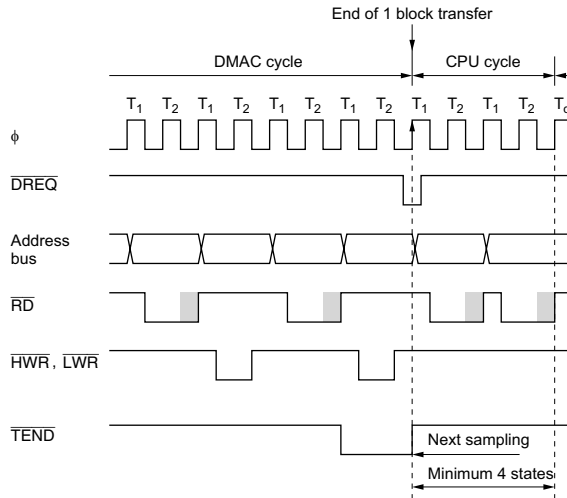 End of 1 block transfer
DMAC cycle CPU cycle
T1 T2 T1 T2 T1 T2 T1 T2 T1 T2 T1 T2 Td
ϕ
DREQ
Address
bus
RD
HWR, LWR
TEND
Next sampling
Minimum 4 states